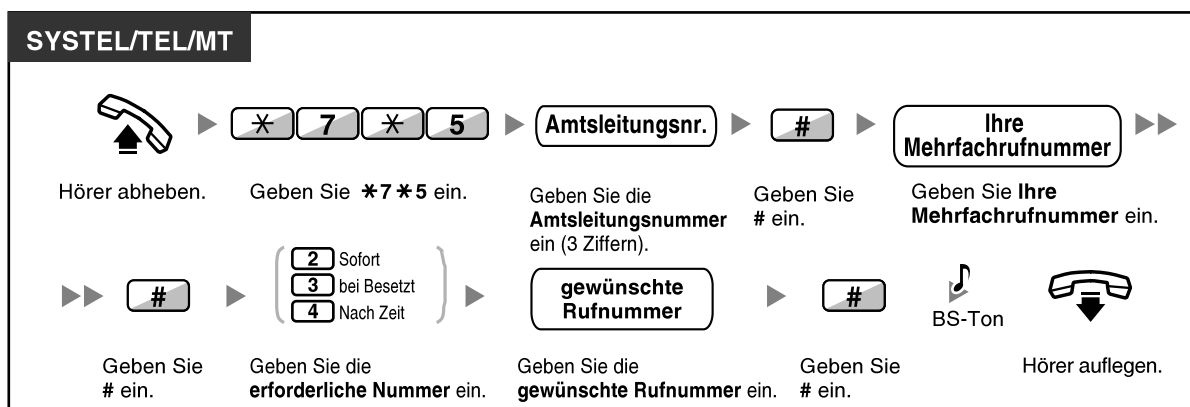 SYSTEL/TEL/MT
✱ 7 ✱ 5 Amtsleitungsnr. # Ihre
Mehrfachrufnummer
Hörer abheben.
Geben Sie ✱7✱5 ein.
Geben Sie die
Amtsleitungsnummer
ein (3 Ziffern).
Geben Sie
# ein.
Geben Sie Ihre
Mehrfachrufnummer ein.
#
2 Sofort
3 bei Besetzt
4 Nach Zeit
gewünschte
Rufnummer
#
BS-Ton
Geben Sie
# ein.
Geben Sie die
erforderliche Nummer ein.
Geben Sie die
gewünschte Rufnummer ein.
Geben Sie
# ein.
Hörer auflegen.